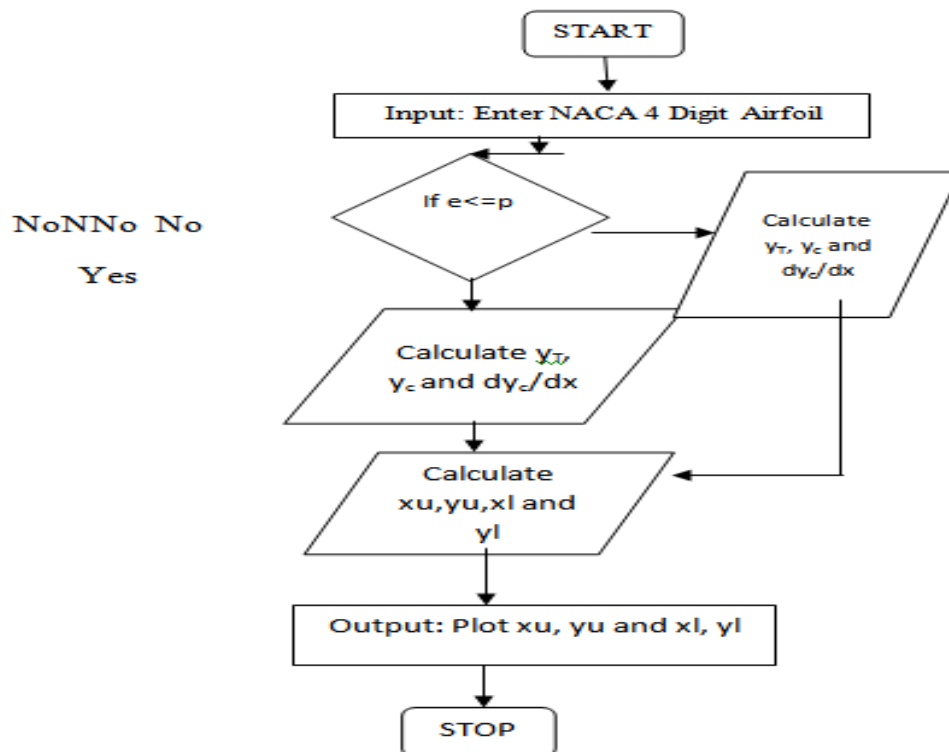 START
Input: Enter NACA 4 Digit Airfoil
If e<=p
NoNNo No
Yes
Calculate
yT, yc and
dyc/dx
Calculate yT,
yc and dyc/dx
Calculate
xu,yu,xl and
yl
Output: Plot xu, yu and xl, yl
STOP